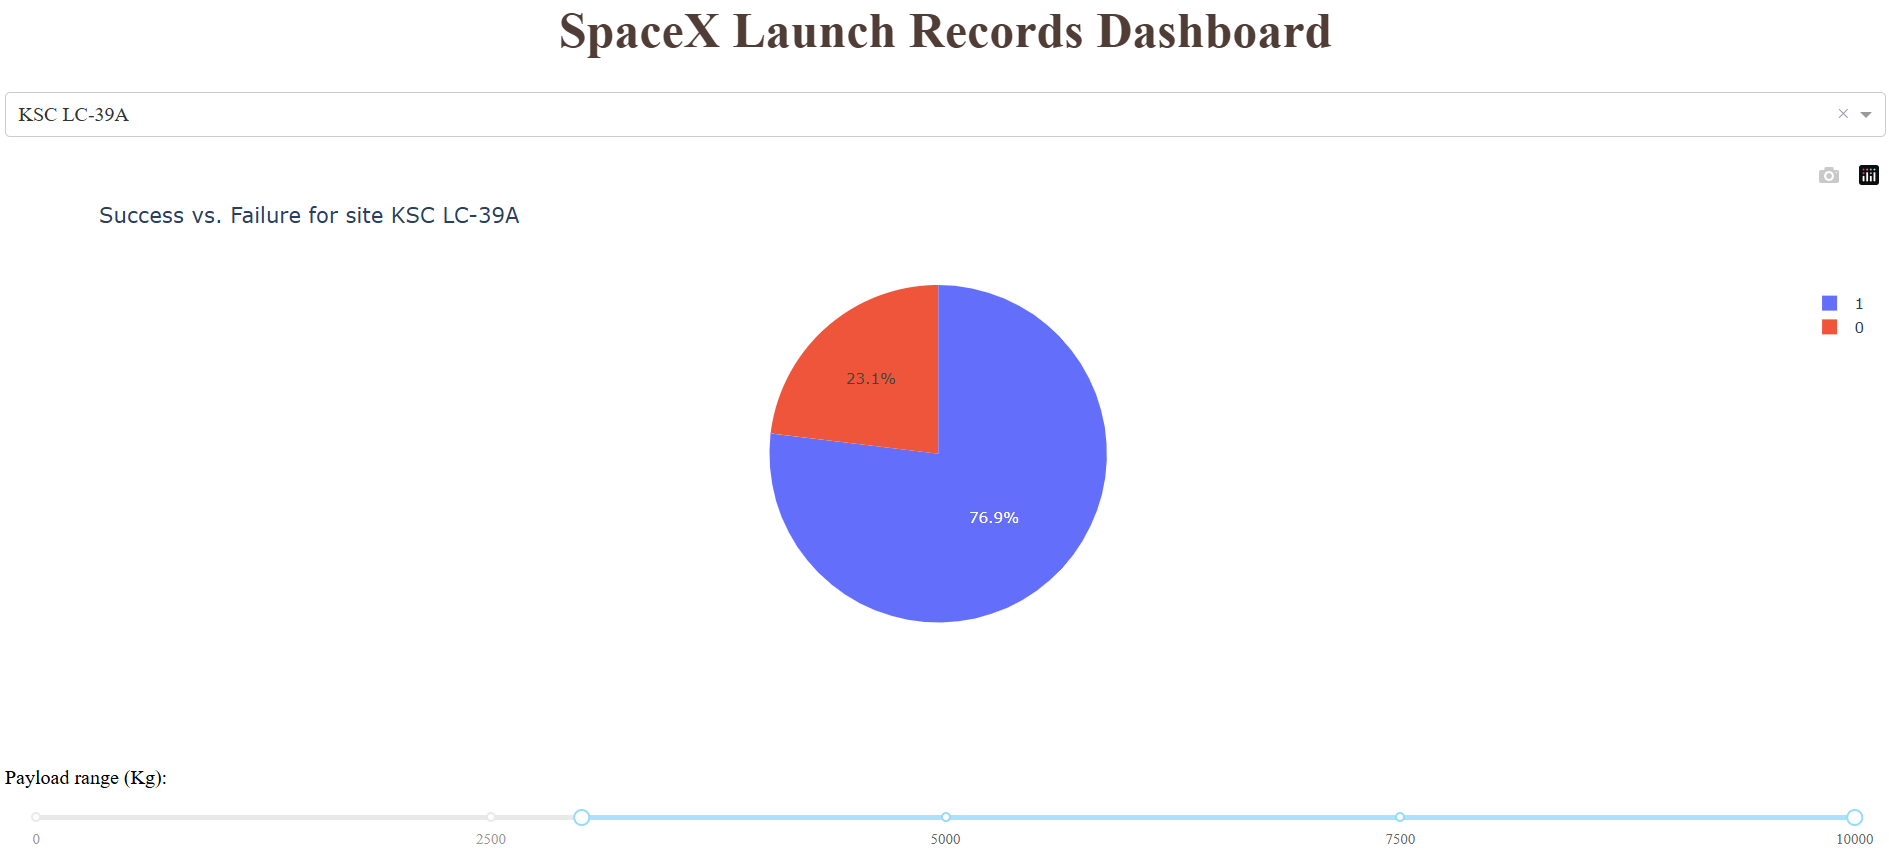 SpaceX Launch Records Dashboard
KSC LC-39A
Success vs. Failure for site KSC LC-39A
1
0
23.1%
76.9%
Payload range (Kg):
0 2500 5000 7500 10000